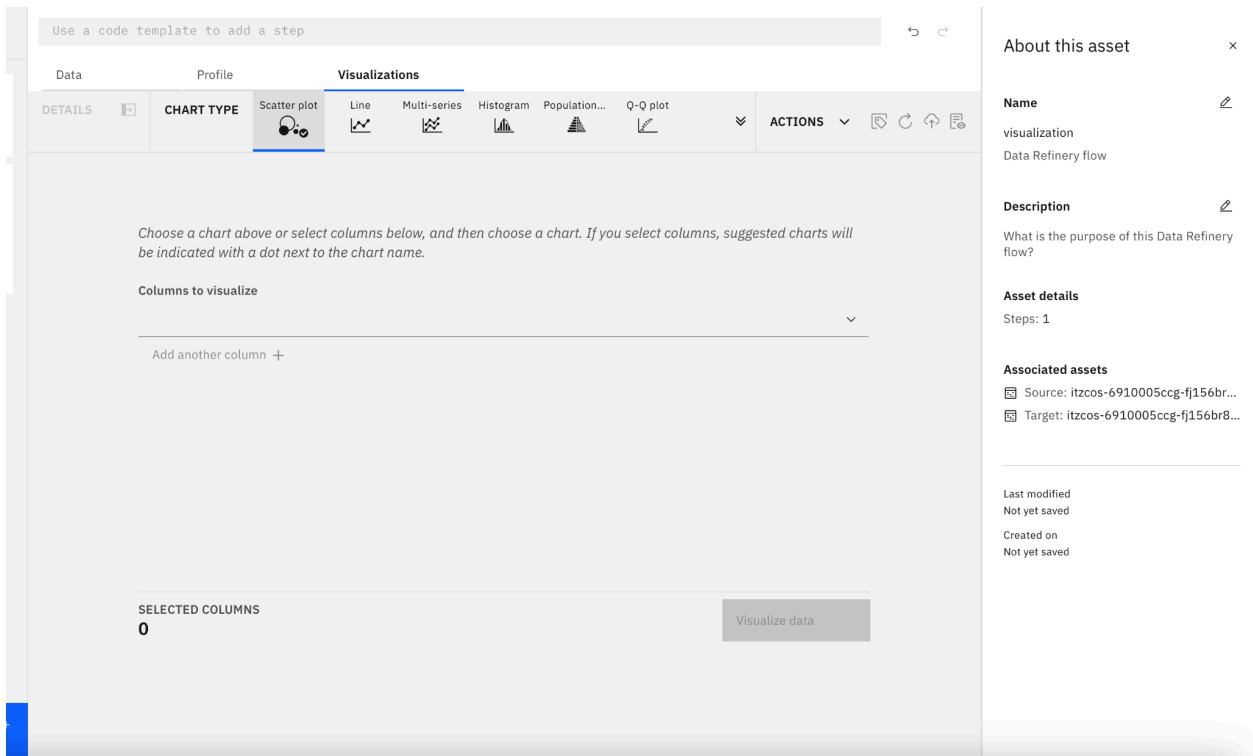 Use a code template to add a step
Data
Profile
Visualizations
DETAILS
CHART TYPE
Scatter plot
Line
Multi-series
Histogram
Population...
Q-Q plot
ACTIONS
Choose a chart above or select columns below, and then choose a chart. If you select columns, suggested charts will
be indicated with a dot next to the chart name.
Columns to visualize
Add another column
SELECTED COLUMNS
0
Visualize data
About this asset
Name
visualization
Data Refinery flow
Description
What is the purpose of this Data Refinery
flow?
Asset details
Steps: 1
Associated assets
Source: itzcos-6910005ccg-fj156br...
Target: itzcos-6910005ccg-fj156br8...
Last modified
Not yet saved
Created on
Not yet saved